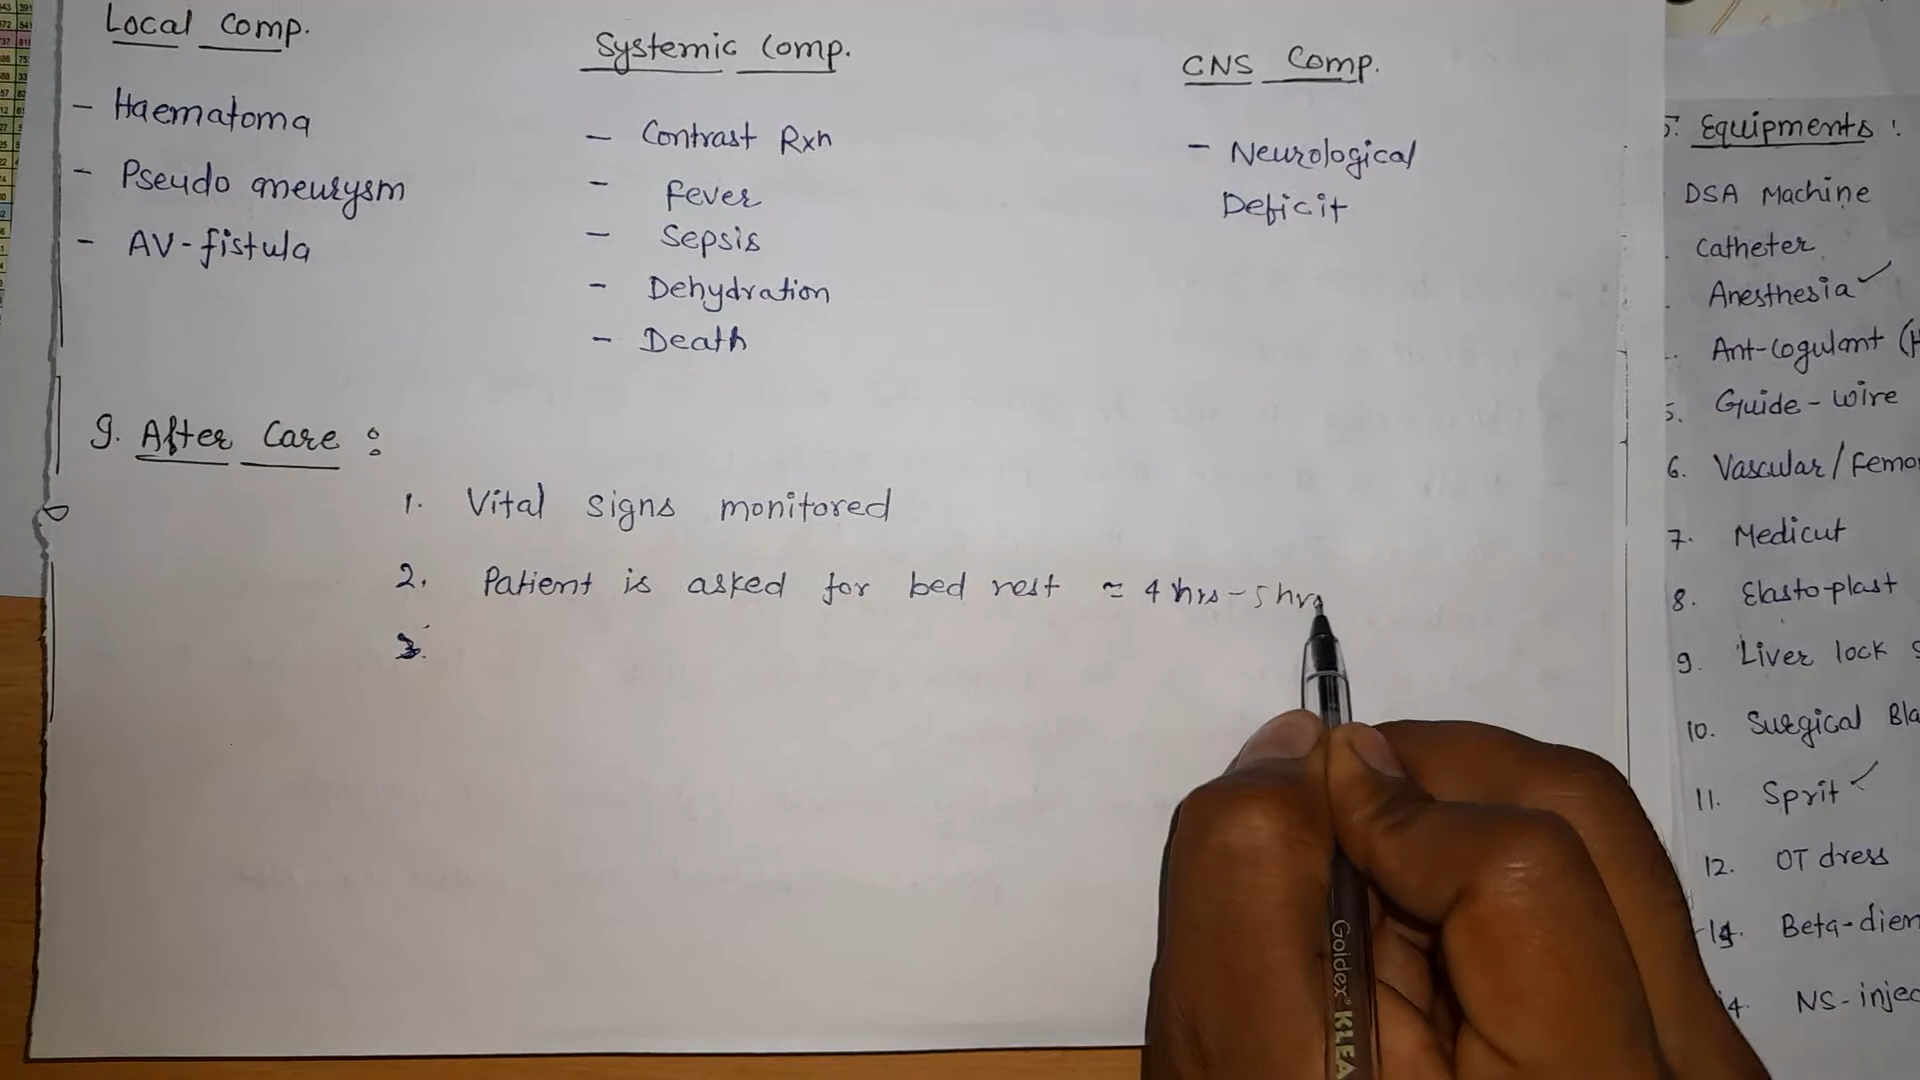 Local Comp.
- Haematoma
- Pseudo aneurysm
- AV-fistula
Systemic Comp.
- Contrast Rxn
- Fever
- Sepsis
- Dehydration
- Death
CNS Comp.
- Neurological
Deficit
9. After Care :
1. Vital signs monitored
2. Patient is asked for bed rest ≃ 4 hrs - 5 hrs
3.
5. Equipments :
DSA Machine
Catheter
Anesthesia ✓
Ant-cogulant (H
5. Guide-wire
6. Vascular / Femo
7. Medicut
8. Elasto-plast
9. Liver lock s
10. Surgical Bla
11. Sprit ✓
12. OT dress
Beta-dien
14. NS-injec
Goldex KLEA